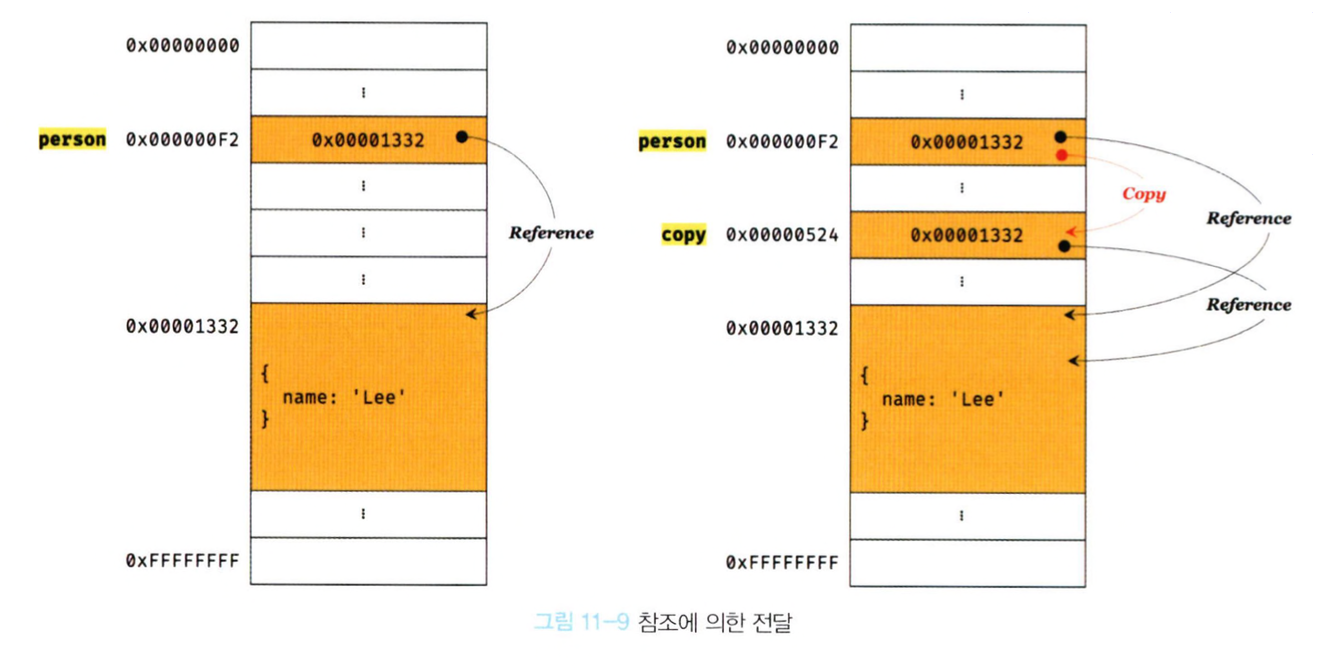 0x00000000
⋮
person 0x000000F2 0x00001332
⋮
⋮
Reference
⋮
0x00001332
{
name: 'Lee'
}
⋮
0xFFFFFFFF
0x00000000
⋮
person 0x000000F2 0x00001332
⋮
Copy
Reference
copy 0x00000524 0x00001332
⋮
Reference
0x00001332
{
name: 'Lee'
}
⋮
0xFFFFFFFF
그림 11-9 참조에 의한 전달